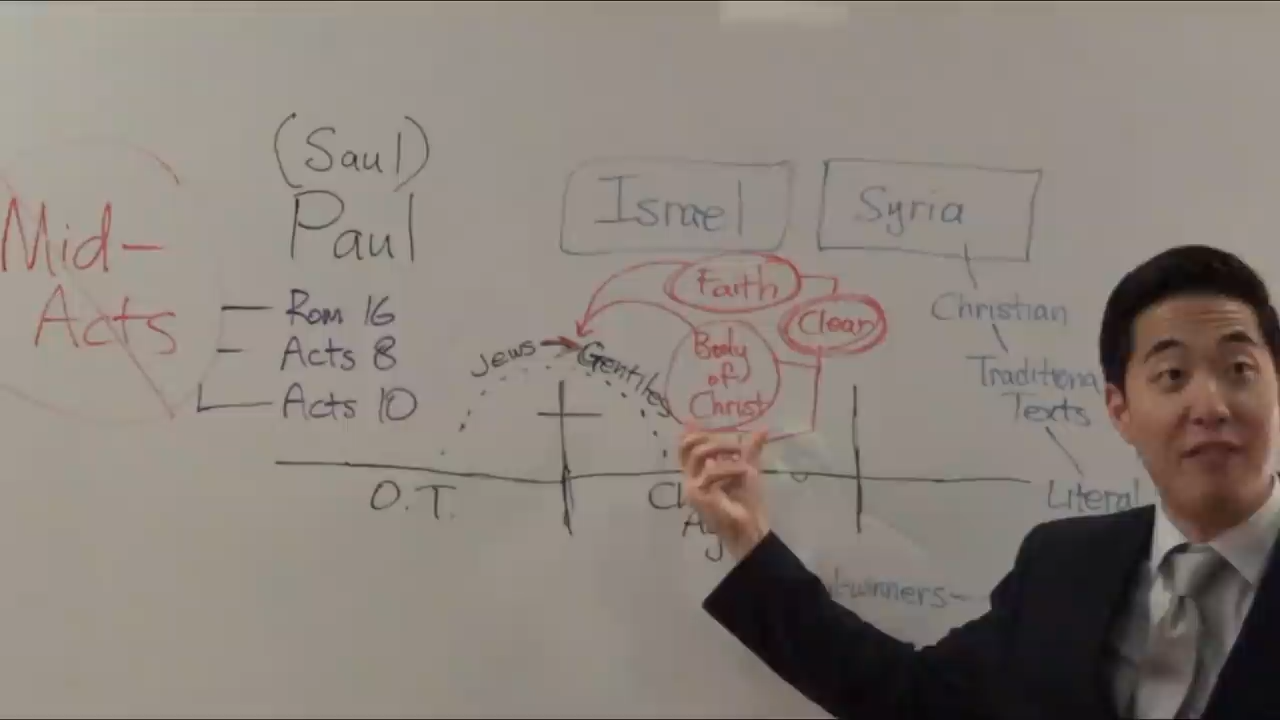 (Saul)
Paul
Mid-
Acts
Rom 16
Acts 8
Acts 10
Israel
Syria
Faith
Clear
Body
of
Christ
Jews
Gentiles
Christian
Traditional
Texts
Literal
O.T.